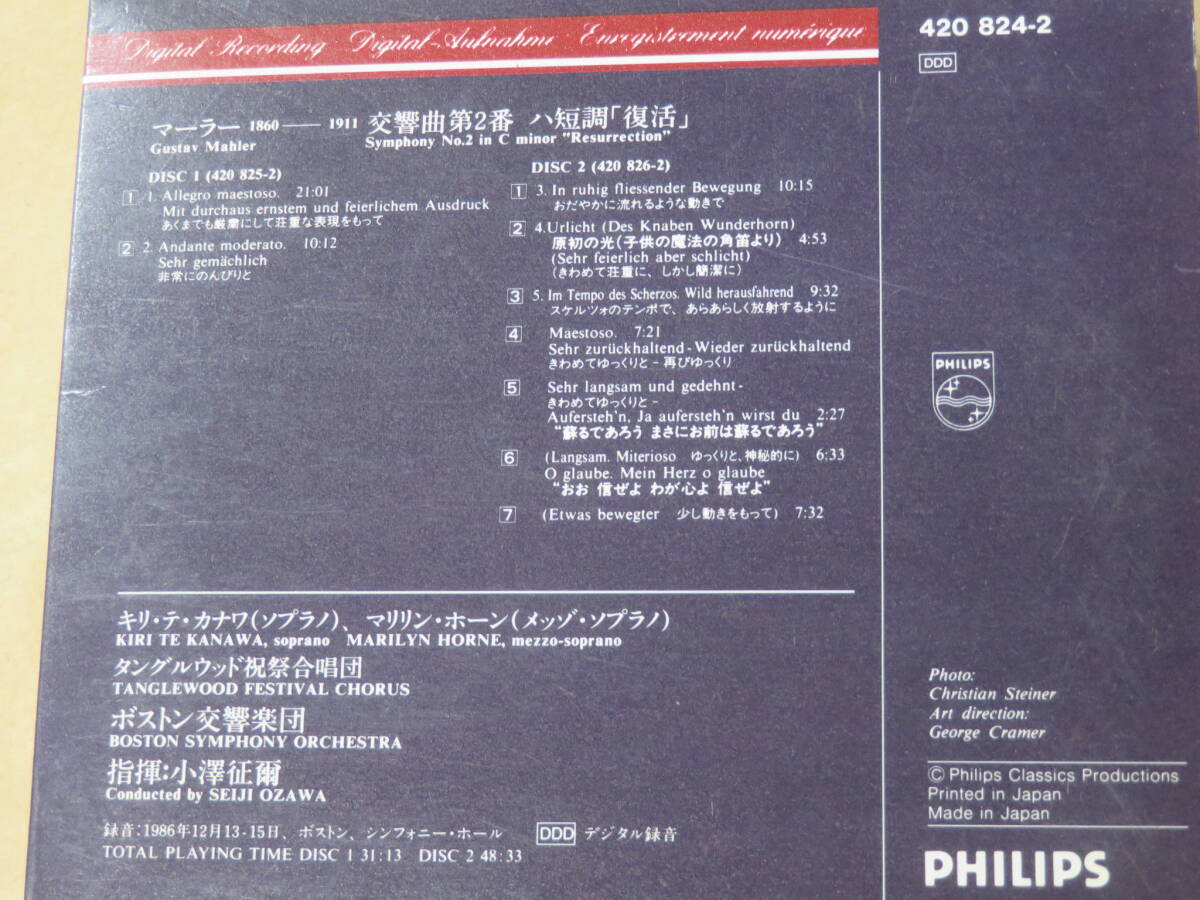 Digital Recording Digital-Aufnahme Enregistrement numérique
マーラー 1860—1911 交響曲第2番 ハ短調「復活」
Gustav Mahler Symphony No.2 in C minor "Resurrection"
DISC 1 (420 825-2)
1 1. Allegro maestoso. 21:01
Mit durchaus ernstem und feierlichem Ausdruck
あくまでも厳粛にして荘重な表現をもって
2 2. Andante moderato. 10:12
Sehr gemächlich
非常にのんびりと
DISC 2 (420 826-2)
1 3. In ruhig fliessender Bewegung 10:15
おだやかに流れるような動きで
2 4. Urlicht (Des Knaben Wunderhorn)
原初の光(子供の魔法の角笛より) 4:53
(Sehr feierlich aber schlicht)
(きわめて荘重に、しかし簡潔に)
3 5. Im Tempo des Scherzos. Wild herausfahrend 9:32
スケルツォのテンポで、あらあらしく放射するように
4 Maestoso. 7:21
Sehr zurückhaltend - Wieder zurückhaltend
きわめてゆっくりと - 再びゆっくり
5 Sehr langsam und gedehnt -
きわめてゆっくりと -
Aufersteh'n, Ja aufersteh'n wirst du 2:27
"蘇るであろう まさにお前は蘇るであろう"
6 (Langsam. Miterioso ゆっくりと、神秘的に) 6:33
O glaube. Mein Herz o glaube
"おお 信ぜよ わが心よ 信ぜよ"
7 (Etwas bewegter 少し動きをもって) 7:32
キリ・テ・カナワ(ソプラノ)、マリリン・ホーン(メッゾ・ソプラノ)
KIRI TE KANAWA, soprano MARILYN HORNE, mezzo-soprano
タングルウッド祝祭合唱団
TANGLEWOOD FESTIVAL CHORUS
ボストン交響楽団
BOSTON SYMPHONY ORCHESTRA
指揮:小澤征爾
Conducted by SEIJI OZAWA
録音:1986年12月13-15日、ボストン、シンフォニー・ホール DDD デジタル録音
TOTAL PLAYING TIME DISC 1 31:13 DISC 2 48:33
420 824-2
DDD
PHILIPS
Photo:
Christian Steiner
Art direction:
George Cramer
© Philips Classics Productions
Printed in Japan
Made in Japan
PHILIPS